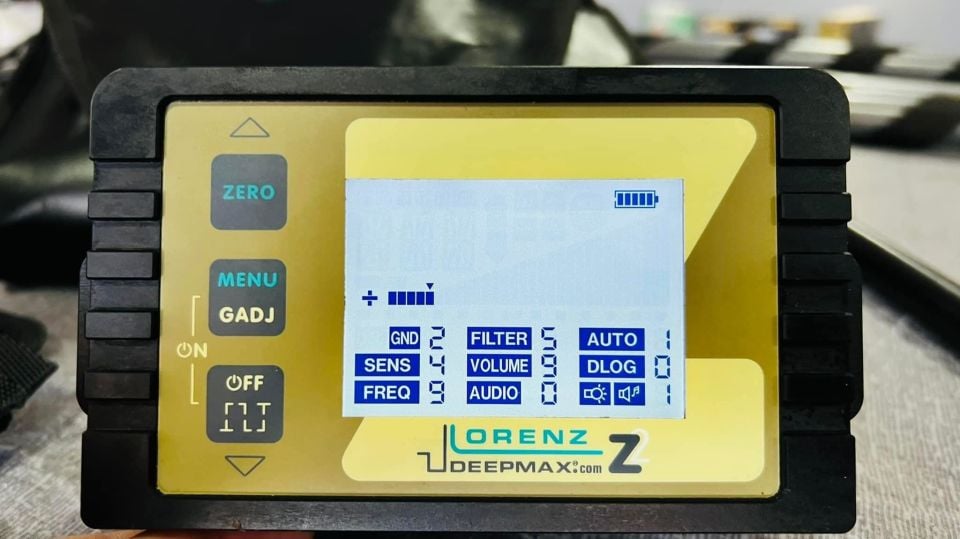 ZERO
MENU
GADJ
ON
OFF
GND 2 FILTER 5 AUTO 1
SENS 4 VOLUME 9 DLOG 0
FREQ 9 AUDIO 0 1
LORENZ
DEEPMAX.com Z2